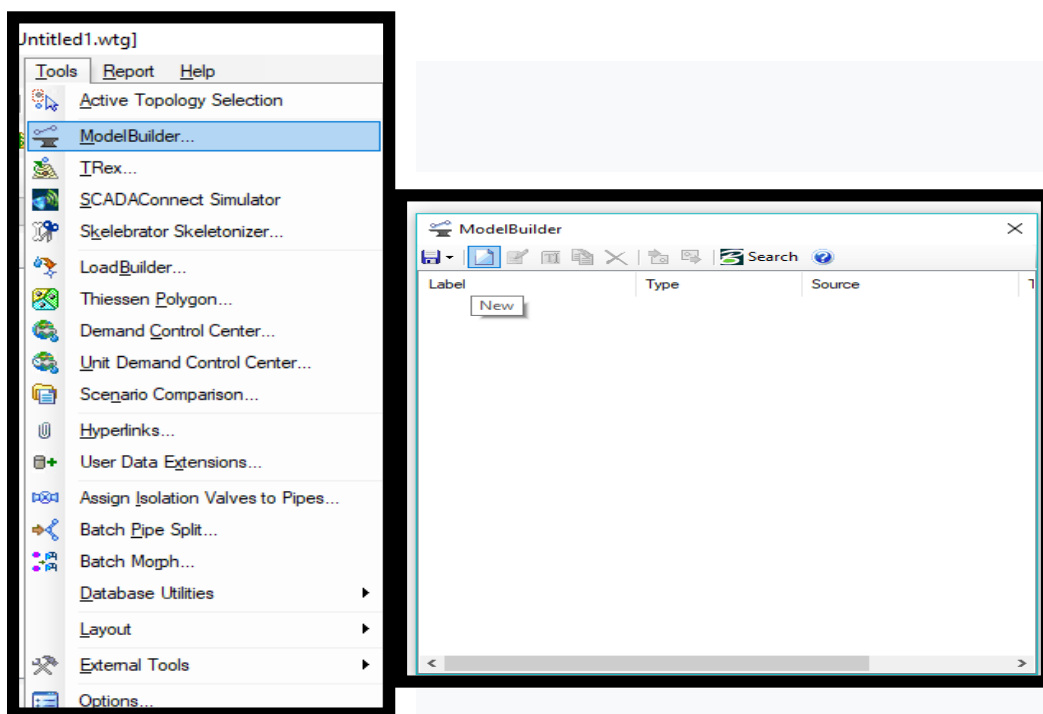 Untitled1.wtg]
Tools Report Help
Active Topology Selection
ModelBuilder...
TRex...
SCADAConnect Simulator
Skelebrator Skeletonizer...
LoadBuilder...
Thiessen Polygon...
Demand Control Center...
Unit Demand Control Center...
Scenario Comparison...
Hyperlinks...
User Data Extensions...
Assign Isolation Valves to Pipes...
Batch Pipe Split...
Batch Morph...
Database Utilities
Layout
External Tools
Options...
ModelBuilder
Search
Label Type Source
New